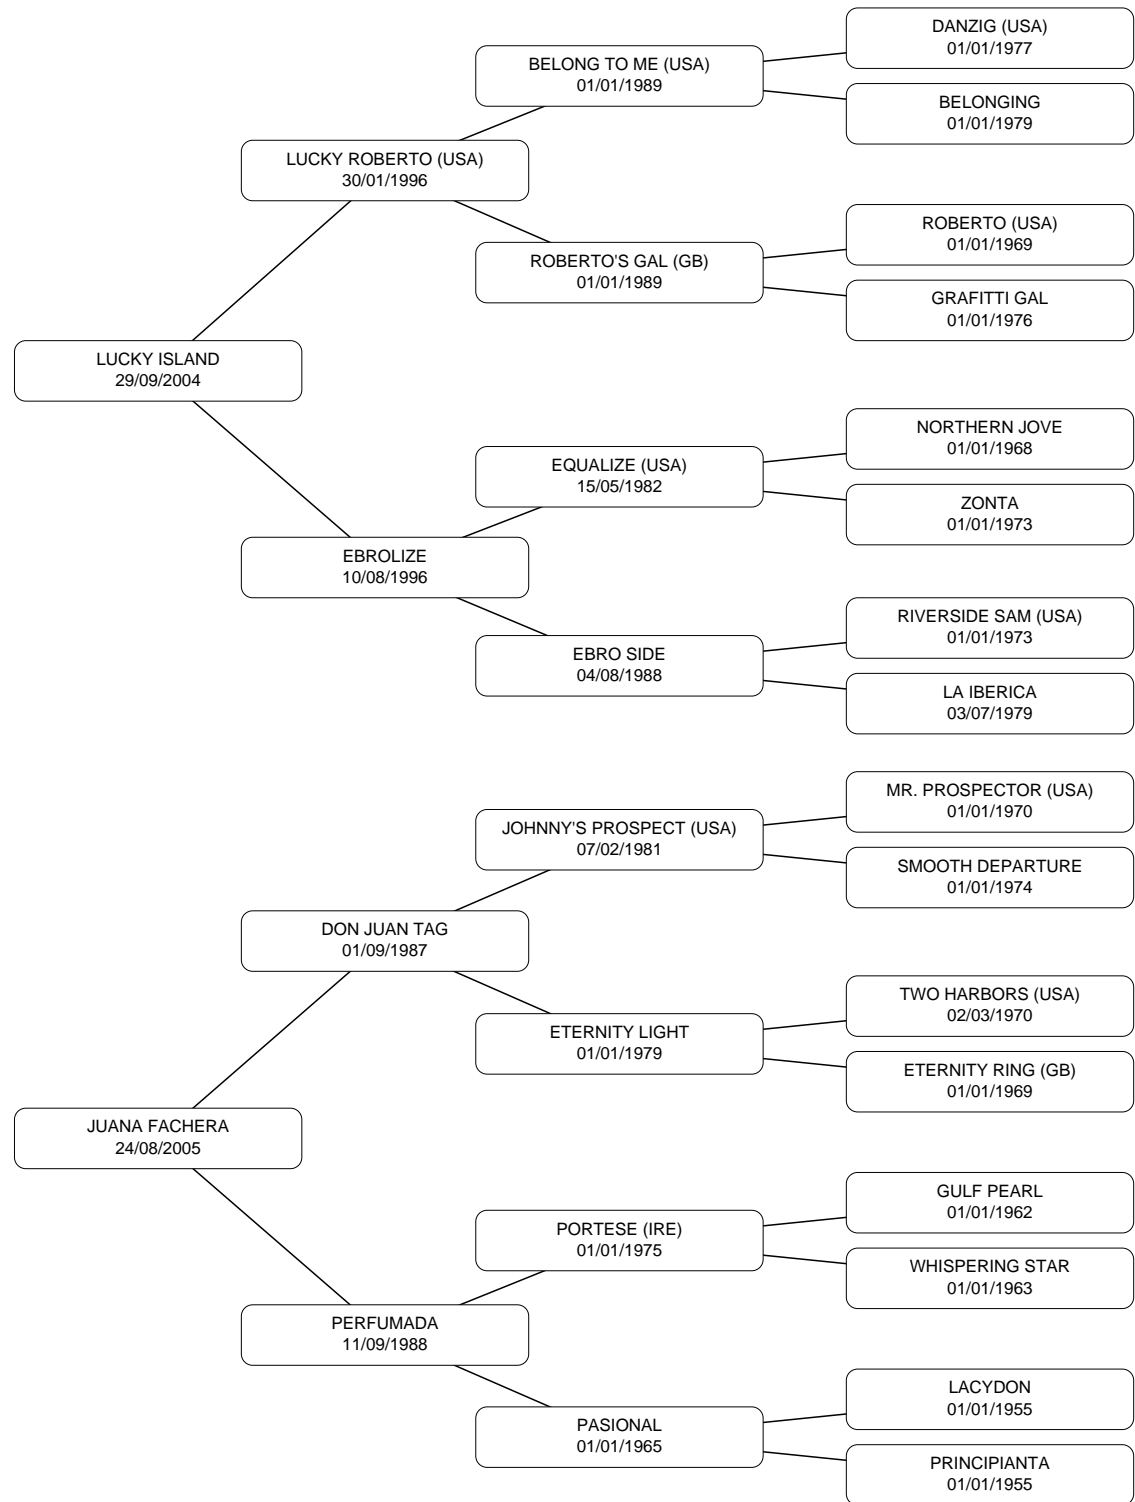 DANZIG (USA)
01/01/1977
BELONG TO ME (USA)
01/01/1989
BELONGING
01/01/1979
LUCKY ROBERTO (USA)
30/01/1996
ROBERTO (USA)
01/01/1969
ROBERTO'S GAL (GB)
01/01/1989
GRAFITTI GAL
01/01/1976
LUCKY ISLAND
29/09/2004
NORTHERN JOVE
01/01/1968
EQUALIZE (USA)
15/05/1982
ZONTA
01/01/1973
EBROLIZE
10/08/1996
RIVERSIDE SAM (USA)
01/01/1973
EBRO SIDE
04/08/1988
LA IBERICA
03/07/1979
MR. PROSPECTOR (USA)
01/01/1970
JOHNNY'S PROSPECT (USA)
07/02/1981
SMOOTH DEPARTURE
01/01/1974
DON JUAN TAG
01/09/1987
TWO HARBORS (USA)
02/03/1970
ETERNITY LIGHT
01/01/1979
ETERNITY RING (GB)
01/01/1969
JUANA FACHERA
24/08/2005
GULF PEARL
01/01/1962
PORTESE (IRE)
01/01/1975
WHISPERING STAR
01/01/1963
PERFUMADA
11/09/1988
LACYDON
01/01/1955
PASIONAL
01/01/1965
PRINCIPIANTA
01/01/1955